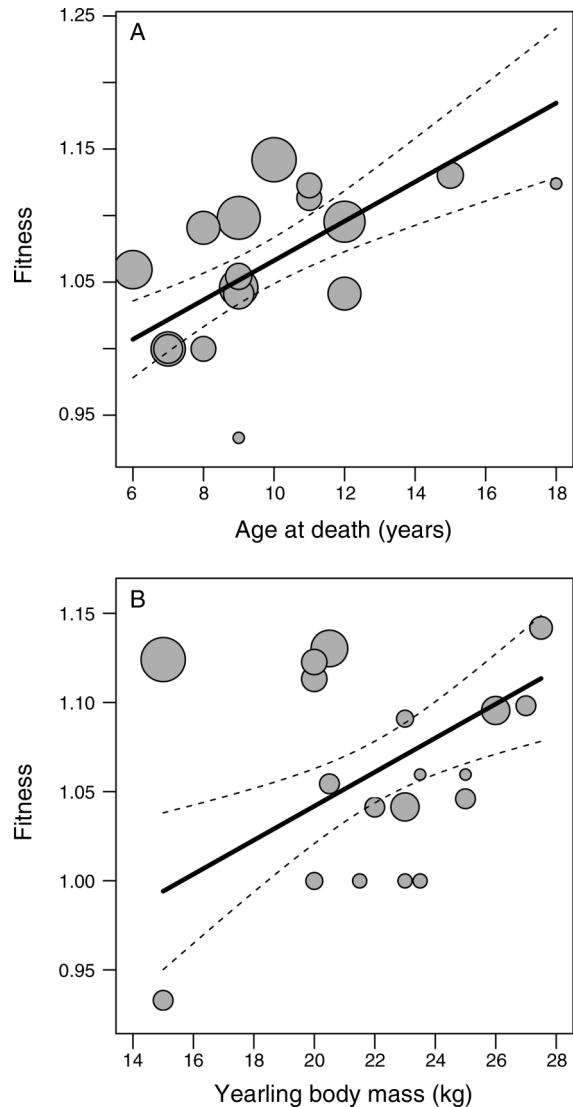 A
1.25
1.15
1.05
0.95
Fitness
6 8 10 12 14 16 18
Age at death (years)
B
1.15
1.10
1.05
1.00
0.95
Fitness
14 16 18 20 22 24 26 28
Yearling body mass (kg)